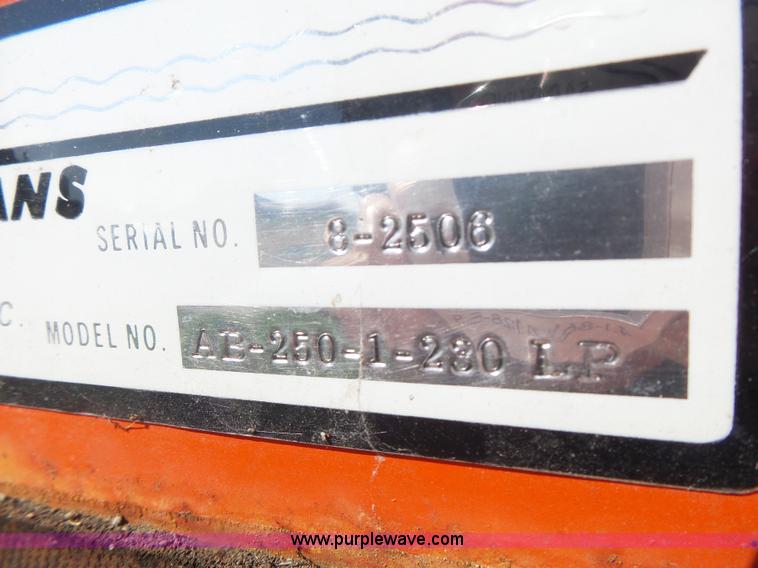 ANS
SERIAL NO. 8-2506
C. MODEL NO. AB-250-1-230 LP
www.purplewave.com